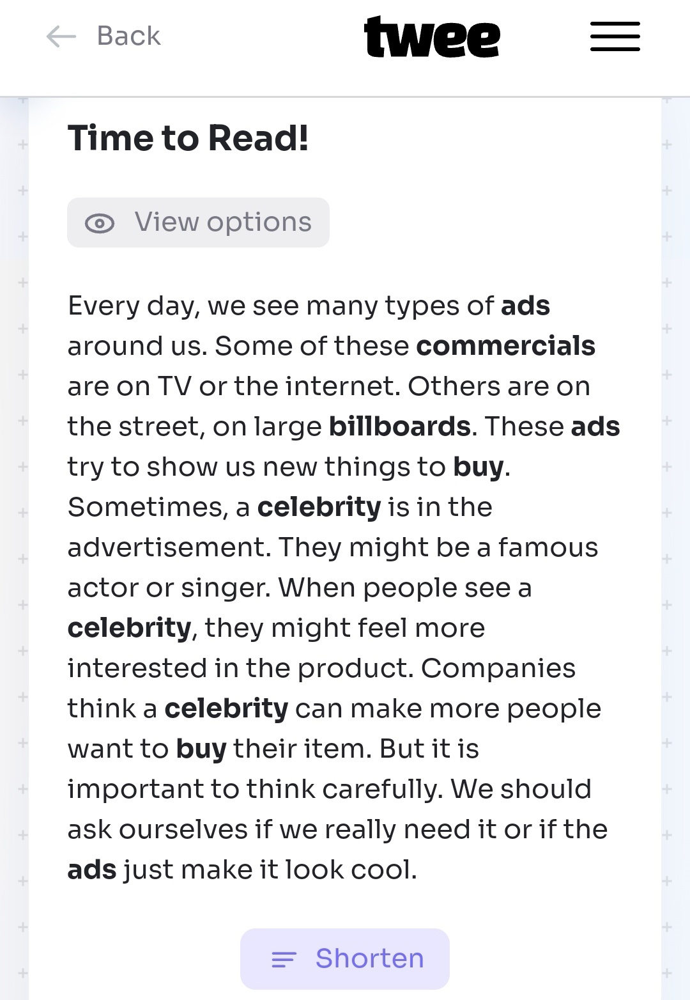 Back
twee
Time to Read!
View options
Every day, we see many types of ads
around us. Some of these commercials
are on TV or the internet. Others are on
the street, on large billboards. These ads
try to show us new things to buy.
Sometimes, a celebrity is in the
advertisement. They might be a famous
actor or singer. When people see a
celebrity, they might feel more
interested in the product. Companies
think a celebrity can make more people
want to buy their item. But it is
important to think carefully. We should
ask ourselves if we really need it or if the
ads just make it look cool.
Shorten